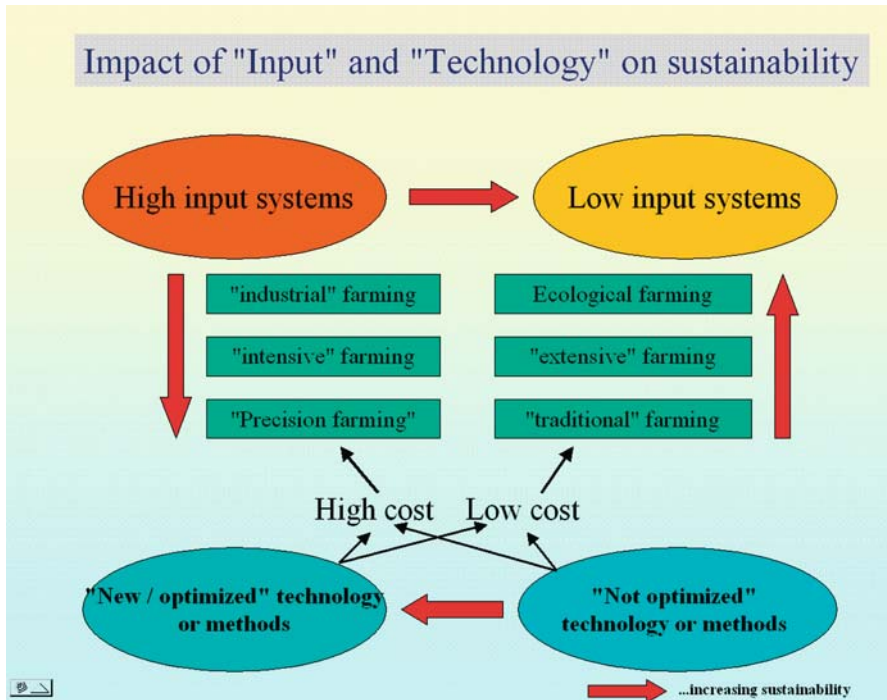 Impact of "Input" and "Technology" on sustainability
High input systems
Low input systems
"industrial" farming
Ecological farming
"intensive" farming
"extensive" farming
"Precision farming"
"traditional" farming
High cost
Low cost
"New / optimized" technology
or methods
"Not optimized"
technology or methods
...increasing sustainability